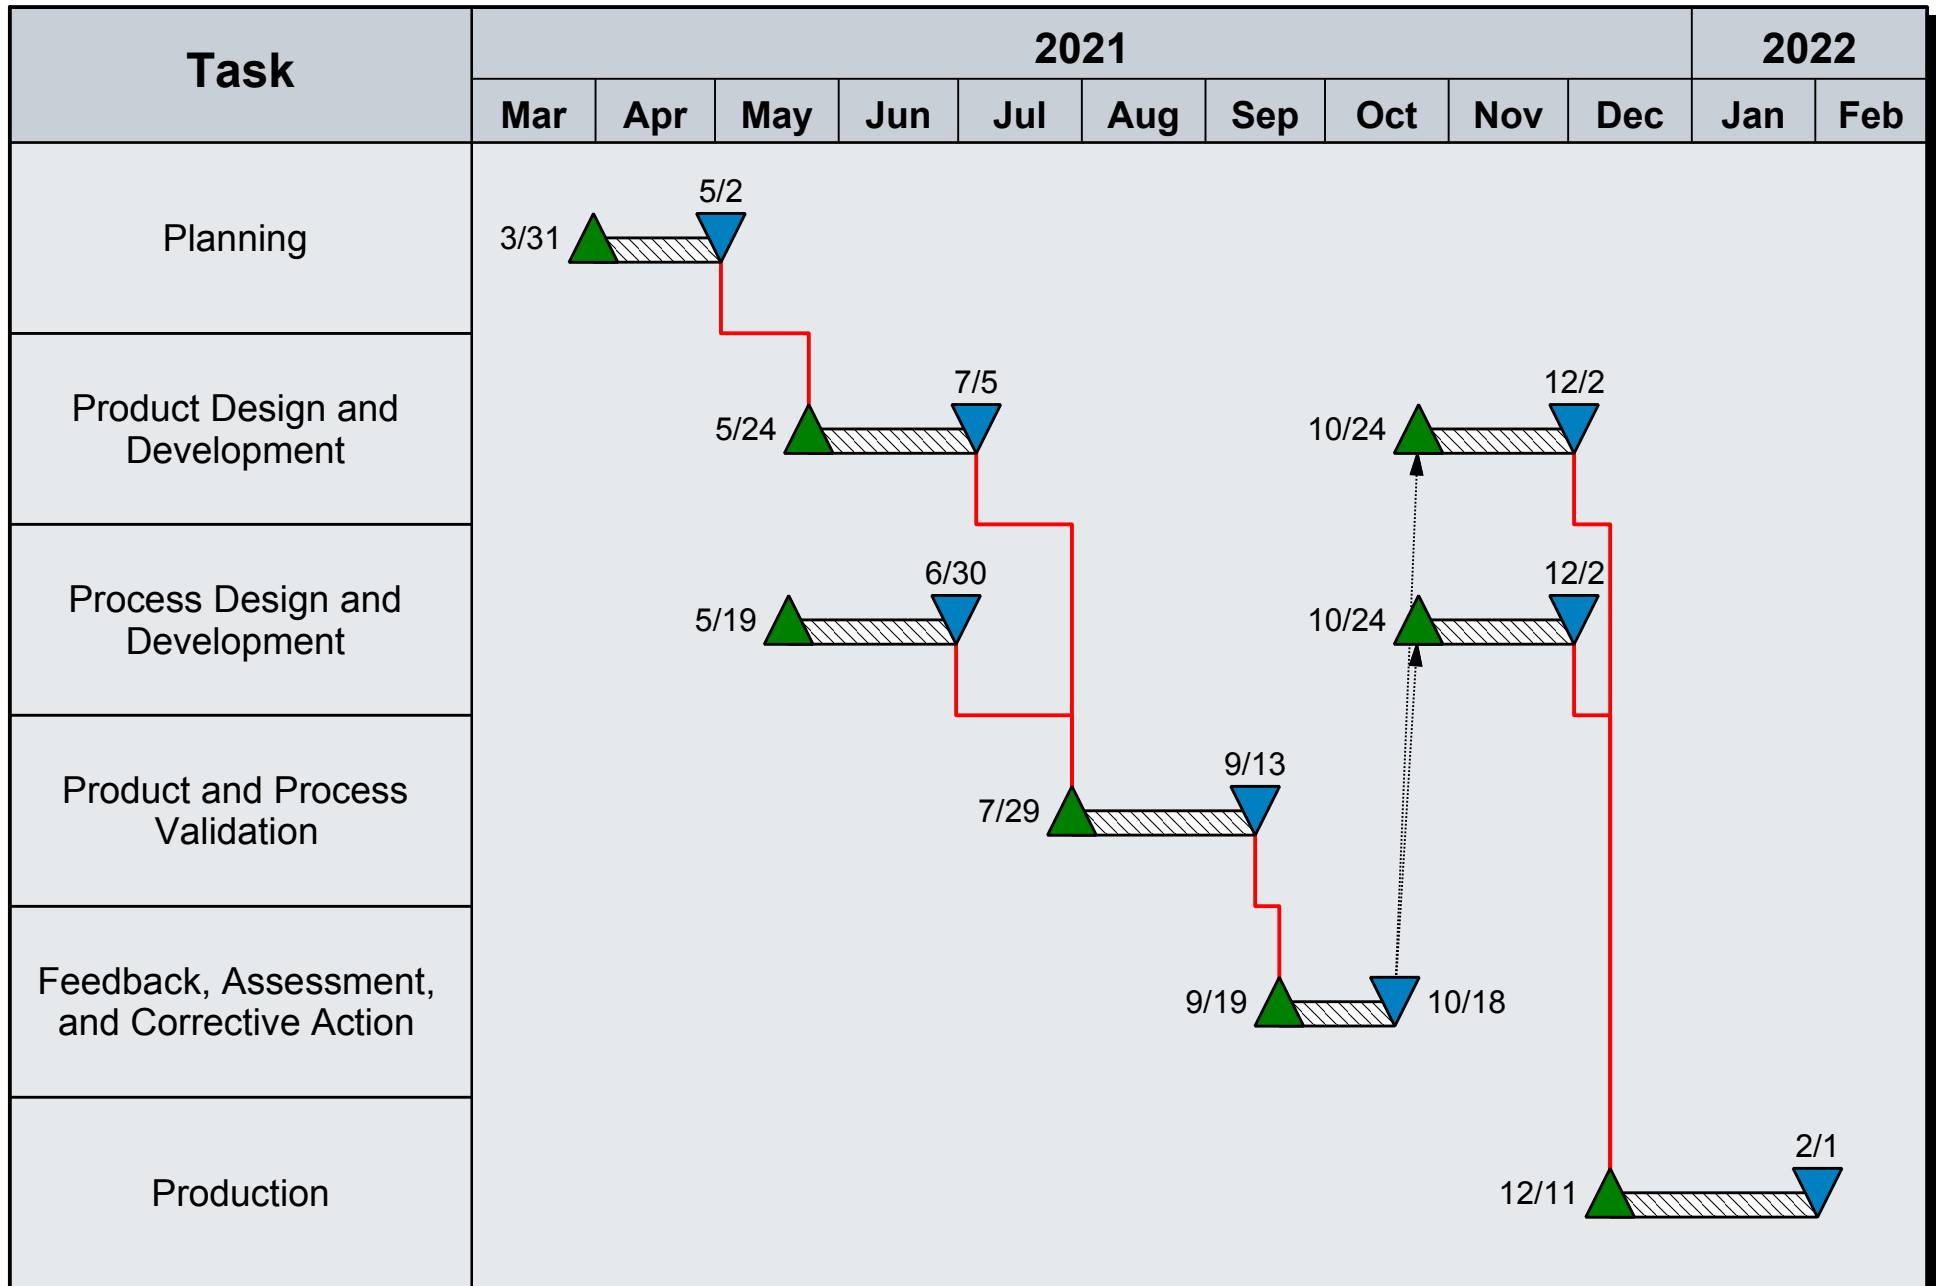 Task
2021
2022
Mar Apr May Jun Jul Aug Sep Oct Nov Dec Jan Feb
Planning
3/31
5/2
Product Design and
Development
5/24
7/5
10/24
12/2
Process Design and
Development
5/19
6/30
10/24
12/2
Product and Process
Validation
7/29
9/13
Feedback, Assessment,
and Corrective Action
9/19
10/18
Production
12/11
2/1